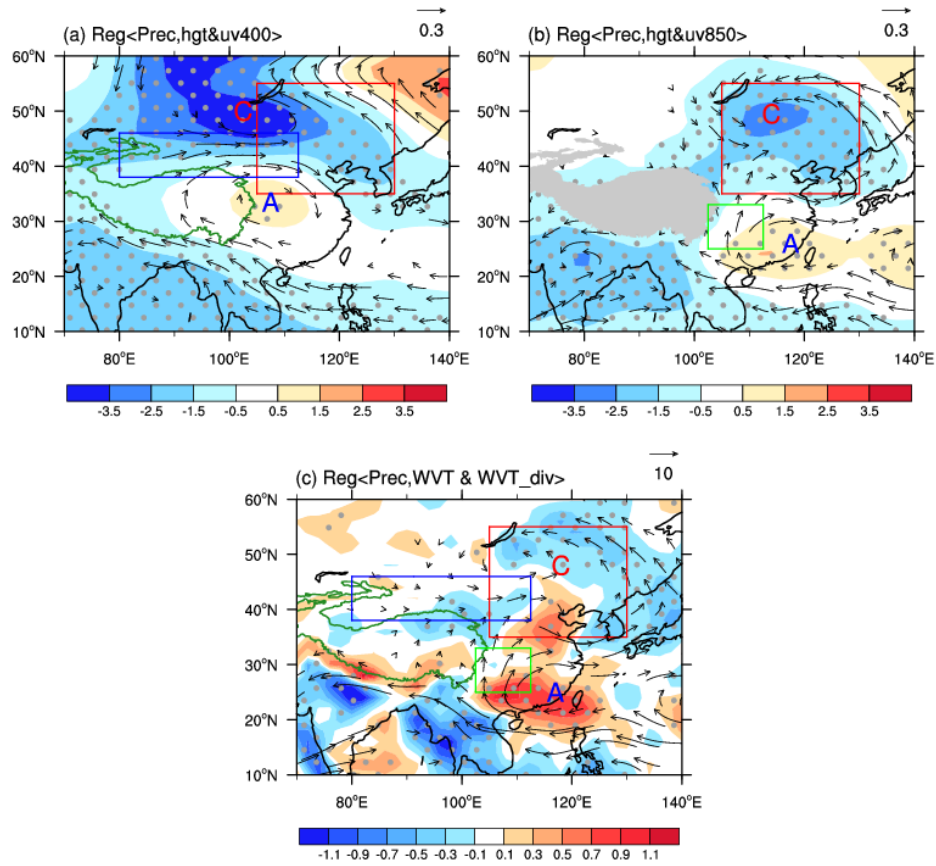 (a) Reg<Prec,hgt&uv400>
0.3
60°N
50°N
40°N
30°N
20°N
10°N
C
A
80°E 100°E 120°E 140°E
-3.5 -2.5 -1.5 -0.5 0.5 1.5 2.5 3.5
(b) Reg<Prec,hgt&uv850>
0.3
60°N
50°N
40°N
30°N
20°N
10°N
C
A
80°E 100°E 120°E 140°E
-3.5 -2.5 -1.5 -0.5 0.5 1.5 2.5 3.5
(c) Reg<Prec,WVT & WVT_div>
10
60°N
50°N
40°N
30°N
20°N
10°N
C
A
80°E 100°E 120°E 140°E
-1.1 -0.9 -0.7 -0.5 -0.3 -0.1 0.1 0.3 0.5 0.7 0.9 1.1